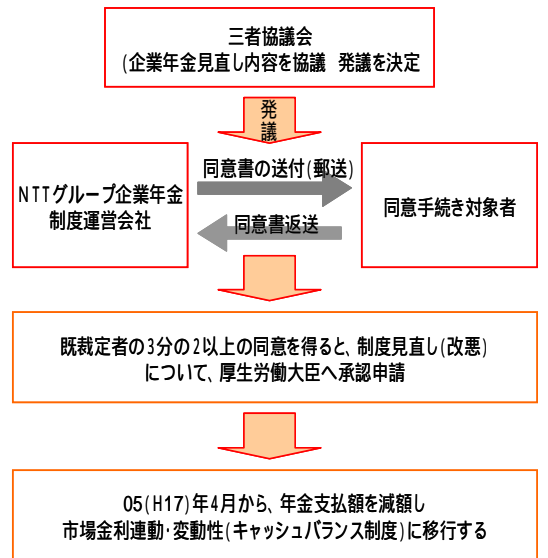 三者協議会
(企業年金見直し内容を協議 発議を決定
発
議
同意書の送付(郵送)
NTTグループ企業年金
制度運営会社
同意手続き対象者
同意書返送
既裁定者の3分の2以上の同意を得ると、制度見直し(改悪)
について、厚生労働大臣へ承認申請
05(H17)年4月から、年金支払額を減額し
市場金利連動・変動性(キャッシュバランス制度)に移行する